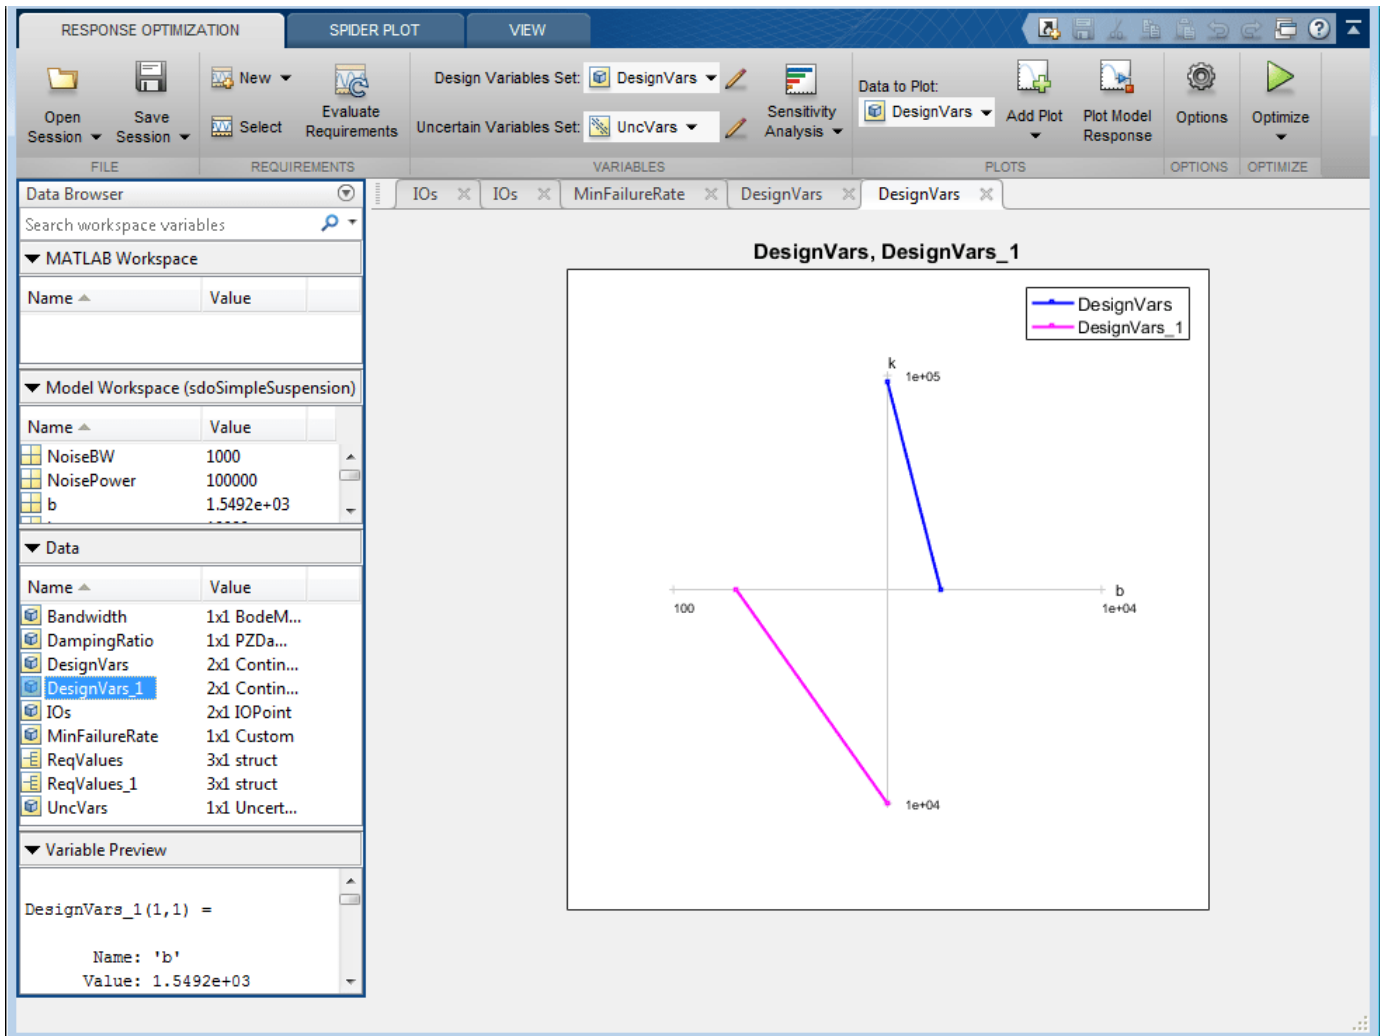 RESPONSE OPTIMIZATION SPIDER PLOT VIEW
New Design Variables Set: DesignVars Data to Plot:
Open Session Save Session Select Evaluate Requirements Uncertain Variables Set: UncVars Sensitivity Analysis DesignVars Add Plot Plot Model Response Options Optimize
FILE REQUIREMENTS VARIABLES PLOTS OPTIONS OPTIMIZE
Data Browser
Search workspace variables
MATLAB Workspace
Name Value
Model Workspace (sdoSimpleSuspension)
Name Value
NoiseBW 1000
NoisePower 100000
b 1.5492e+03
Data
Name Value
Bandwidth 1x1 BodeM...
DampingRatio 1x1 PZDa...
DesignVars 2x1 Contin...
DesignVars_1 2x1 Contin...
IOs 2x1 IOPoint
MinFailureRate 1x1 Custom
ReqValues 3x1 struct
ReqValues_1 3x1 struct
UncVars 1x1 Uncert...
Variable Preview
DesignVars_1(1,1) =
Name: 'b'
Value: 1.5492e+03
IOs IOs MinFailureRate DesignVars DesignVars
DesignVars, DesignVars_1
DesignVars
DesignVars_1
k
1e+05
b
100
1e+04
1e+04